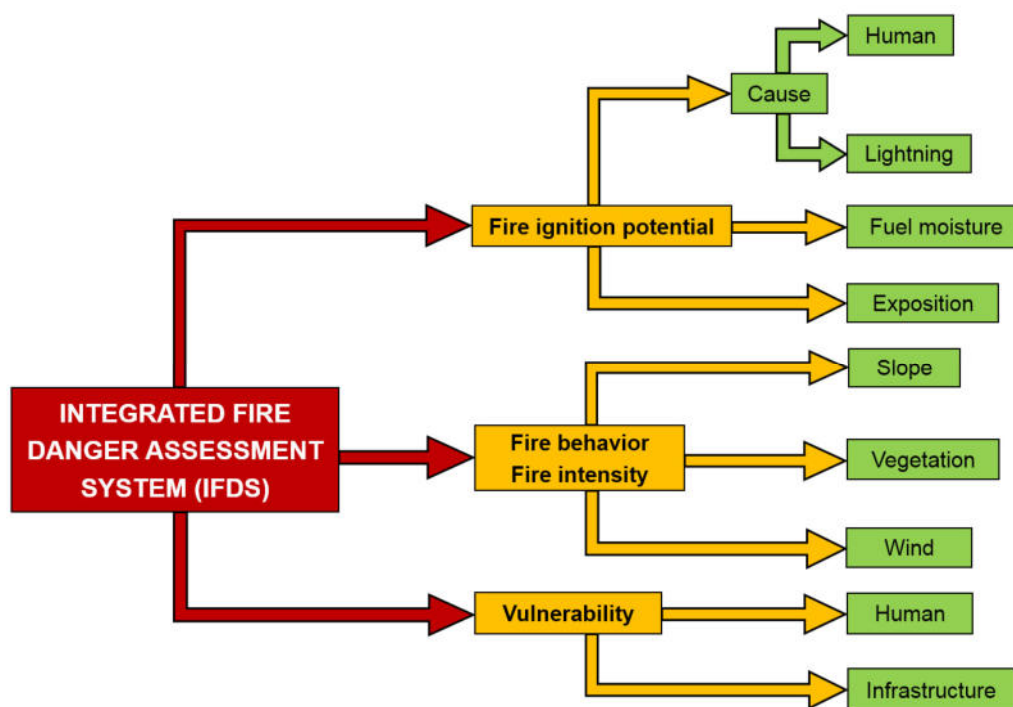 Human
Cause
Lightning
Fire ignition potential
Fuel moisture
Exposition
Slope
INTEGRATED FIRE
DANGER ASSESSMENT
SYSTEM (IFDS)
Fire behavior
Fire intensity
Vegetation
Wind
Vulnerability
Human
Infrastructure